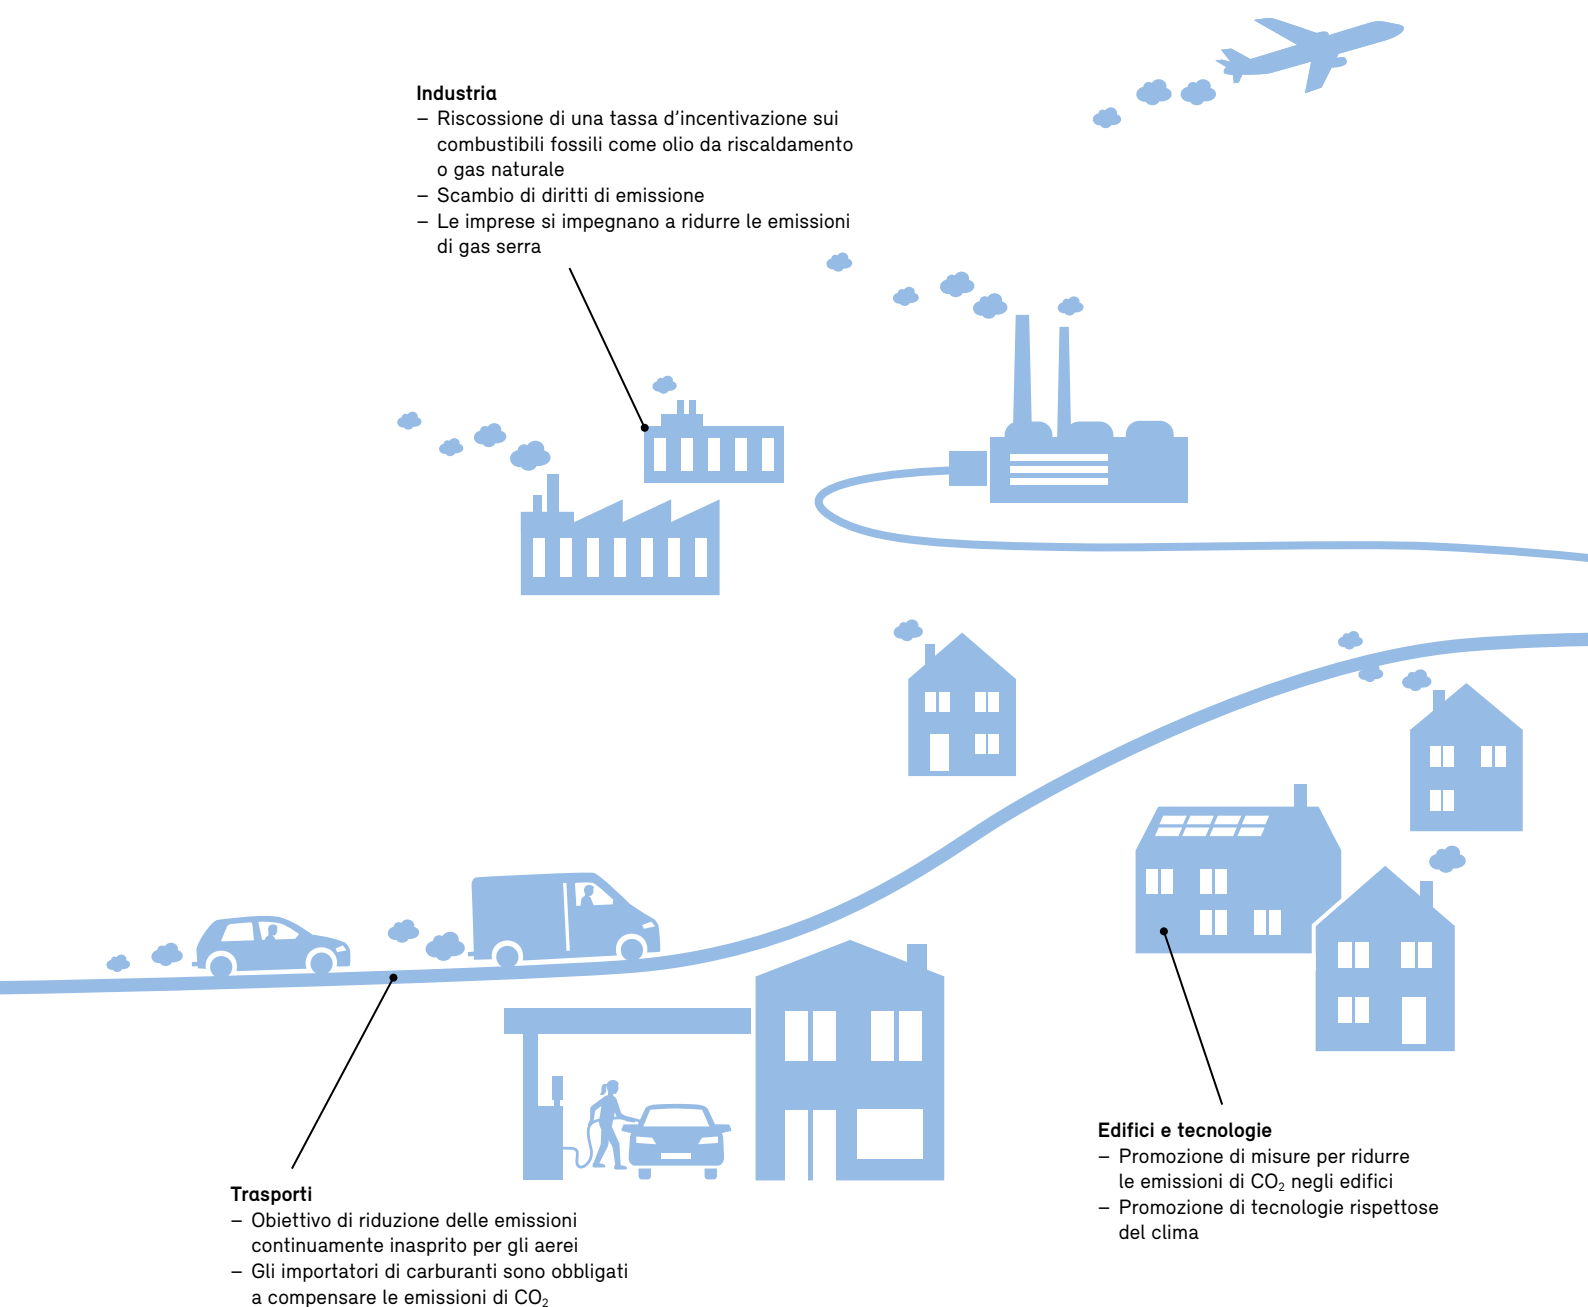 Industria
– Riscossione di una tassa d’incentivazione sui
combustibili fossili come olio da riscaldamento
o gas naturale
– Scambio di diritti di emissione
– Le imprese si impegnano a ridurre le emissioni
di gas serra
Trasporti
– Obiettivo di riduzione delle emissioni
continuamente inasprito per gli aerei
– Gli importatori di carburanti sono obbligati
a compensare le emissioni di CO₂
Edifici e tecnologie
– Promozione di misure per ridurre
le emissioni di CO₂ negli edifici
– Promozione di tecnologie rispettose
del clima